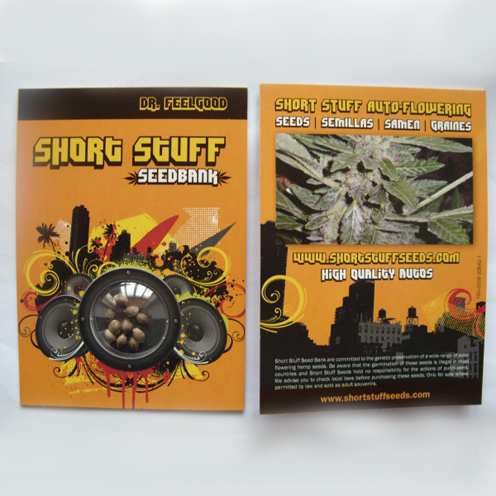 DR. FEELGOOD
SHORT STUFF
SEEDBANK
SHORT STUFF AUTO-FLOWERING
SEEDS | SEMILLAS | SAMEN | GRAINES
WWW.SHORTSTUFFSEEDS.COM
HIGH QUALITY AUTOS
Short Stuff Seed Bank are committed to the genetic preservation of a wide range of auto
flowering hemp seeds. Be aware that the germination of these seeds is illegal in most
countries and Short Stuff Seeds hold no responsibility for the actions of purchasers.
We advise you to check local laws before purchasing these seeds. Only for sale where
permitted by law and sold as adult souvenirs.
www.shortstuffseeds.com